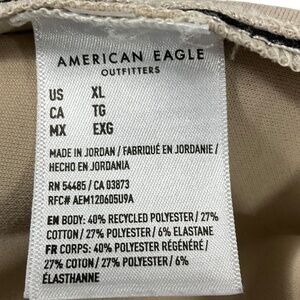 AMERICAN EAGLE
OUTFITTERS
US XL
CA TG
MX EXG
MADE IN JORDAN / FABRIQUÉ EN JORDANIE /
HECHO EN JORDANIA
RN 54485 / CA 03873
RFC# AEM120605U9A
EN BODY: 40% RECYCLED POLYESTER / 27%
COTTON / 27% POLYESTER / 6% ELASTANE
FR CORPS: 40% POLYESTER RÉGÉNÉRÉ /
27% COTON / 27% POLYESTER / 6%
ÉLASTHANNE